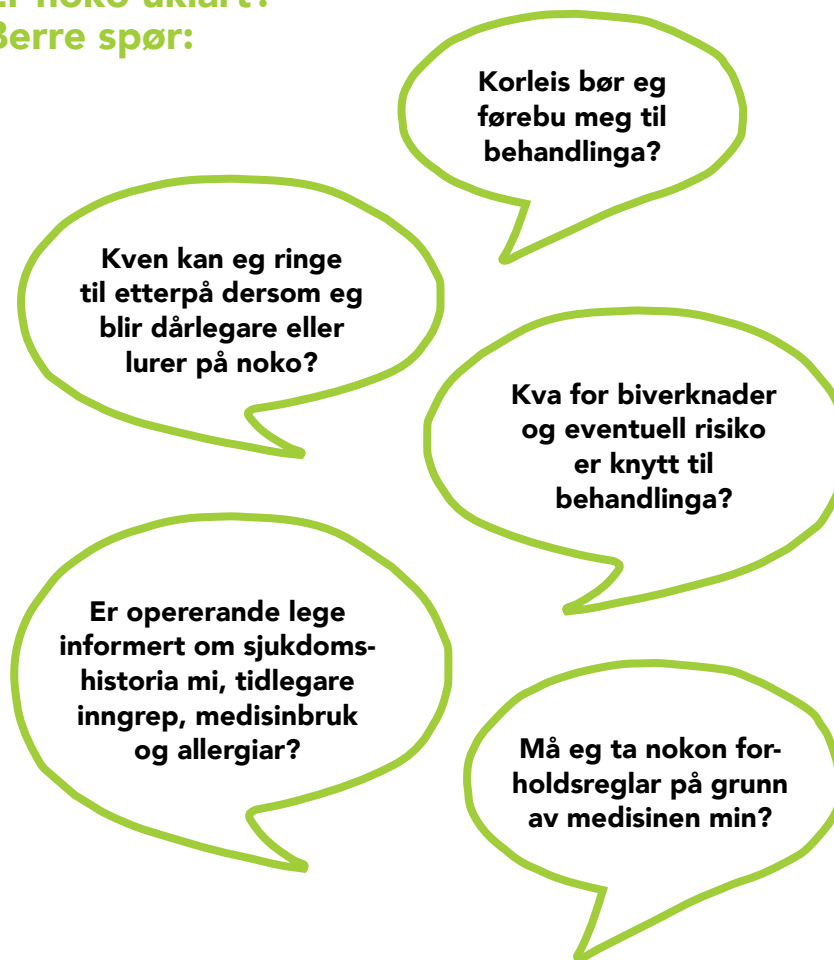 Er noko uklart?
Berre spør:
Korleis bør eg
førebu meg til
behandlinga?
Kven kan eg ringe
til etterpå dersom eg
blir dårlegare eller
lurer på noko?
Kva for biverknader
og eventuell risiko
er knytt til
behandlinga?
Er opererande lege
informert om sjukdoms-
historia mi, tidlegare
inngrep, medisinbruk
og allergiar?
Må eg ta nokon for-
holdsreglar på grunn
av medisinen min?